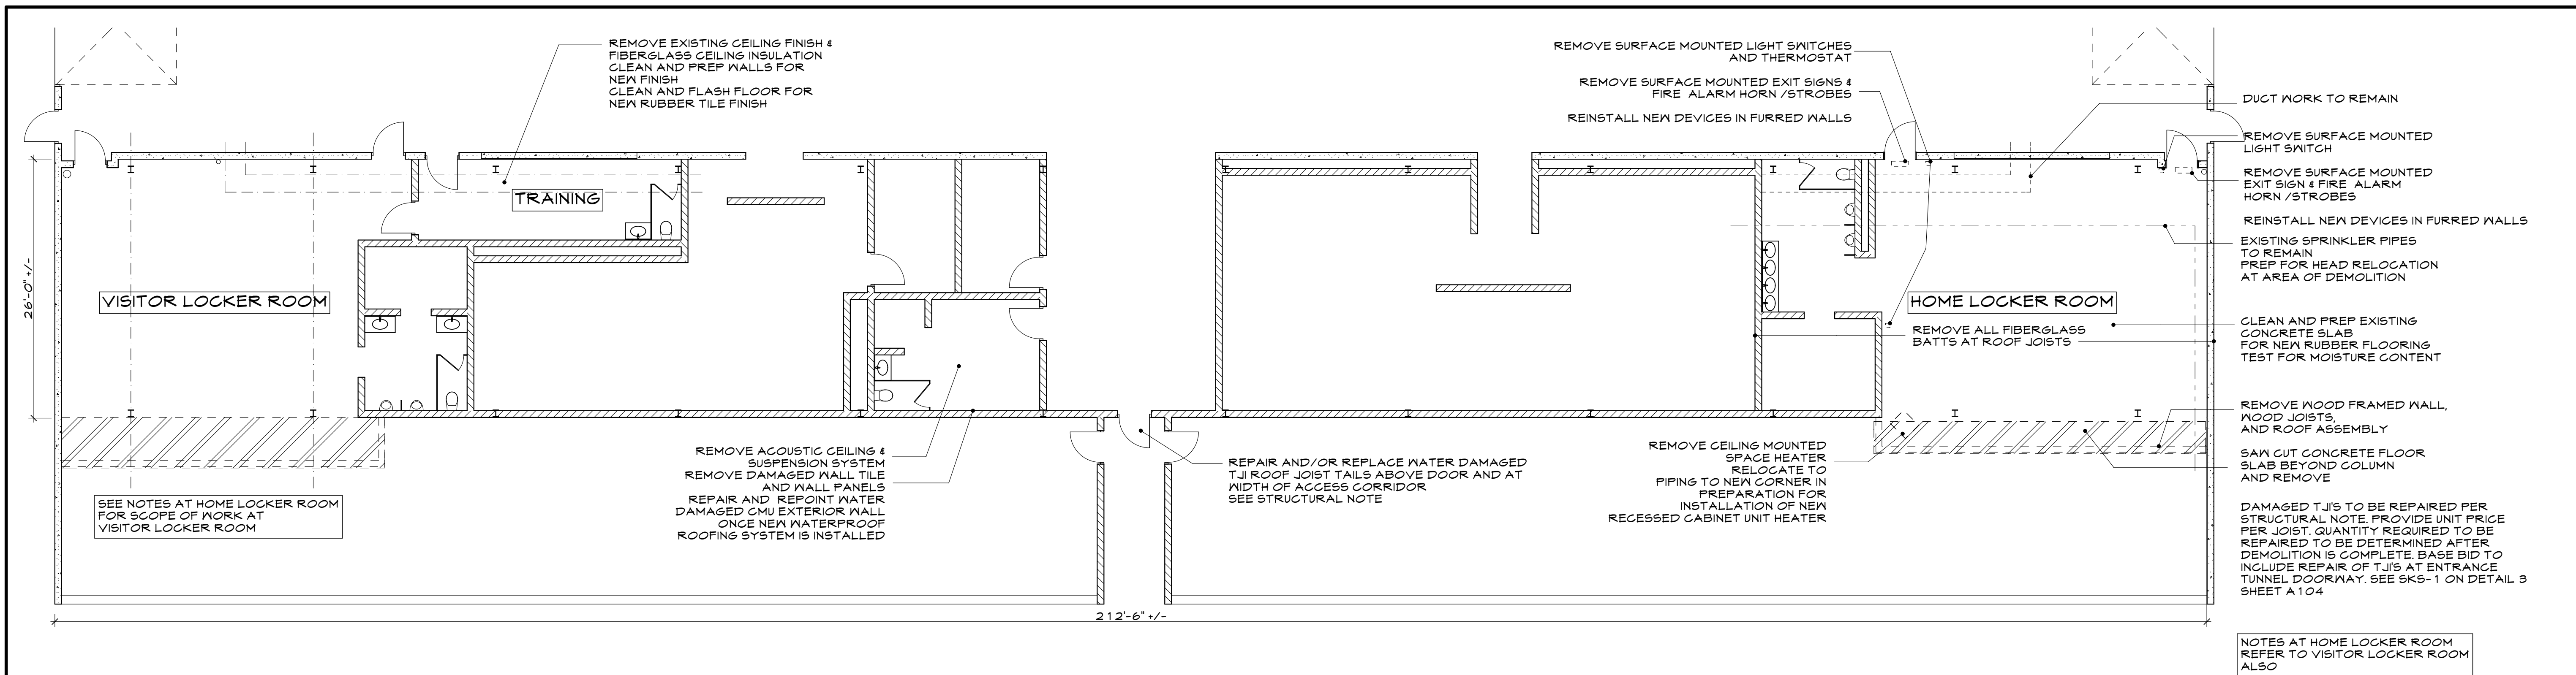 REMOVE EXISTING CEILING FINISH &
FIBERGLASS CEILING INSULATION
CLEAN AND PREP WALLS FOR
NEW FINISH
CLEAN AND FLASH FLOOR FOR
NEW RUBBER TILE FINISH
REMOVE SURFACE MOUNTED LIGHT SWITCHES
AND THERMOSTAT
REMOVE SURFACE MOUNTED EXIT SIGNS &
FIRE ALARM HORN /STROBES
REINSTALL NEW DEVICES IN FURRED WALLS
DUCT WORK TO REMAIN
REMOVE SURFACE MOUNTED
LIGHT SWITCH
REMOVE SURFACE MOUNTED
EXIT SIGN & FIRE ALARM
HORN /STROBES
REINSTALL NEW DEVICES IN FURRED WALLS
EXISTING SPRINKLER PIPES
TO REMAIN
PREP FOR HEAD RELOCATION
AT AREA OF DEMOLITION
TRAINING
26'-0" +/-
VISITOR LOCKER ROOM
HOME LOCKER ROOM
REMOVE ALL FIBERGLASS
BATTS AT ROOF JOISTS
CLEAN AND PREP EXISTING
CONCRETE SLAB
FOR NEW RUBBER FLOORING
TEST FOR MOISTURE CONTENT
REMOVE WOOD FRAMED WALL,
WOOD JOISTS,
AND ROOF ASSEMBLY
SAW CUT CONCRETE FLOOR
SLAB BEYOND COLUMN
AND REMOVE
DAMAGED TJI'S TO BE REPAIRED PER
STRUCTURAL NOTE. PROVIDE UNIT PRICE
PER JOIST. QUANTITY REQUIRED TO BE
REPAIRED TO BE DETERMINED AFTER
DEMOLITION IS COMPLETE. BASE BID TO
INCLUDE REPAIR OF TJI'S AT ENTRANCE
TUNNEL DOORWAY. SEE SKS-1 ON DETAIL 3
SHEET A104
SEE NOTES AT HOME LOCKER ROOM
FOR SCOPE OF WORK AT
VISITOR LOCKER ROOM
REMOVE ACOUSTIC CEILING &
SUSPENSION SYSTEM
REMOVE DAMAGED WALL TILE
AND WALL PANELS
REPAIR AND REPOINT WATER
DAMAGED CMU EXTERIOR WALL
ONCE NEW WATERPROOF
ROOFING SYSTEM IS INSTALLED
REPAIR AND/OR REPLACE WATER DAMAGED
TJI ROOF JOIST TAILS ABOVE DOOR AND AT
WIDTH OF ACCESS CORRIDOR
SEE STRUCTURAL NOTE
REMOVE CEILING MOUNTED
SPACE HEATER
RELOCATE TO
PIPING TO NEW CORNER IN
PREPARATION FOR
INSTALLATION OF NEW
RECESSED CABINET UNIT HEATER
212'-6" +/-
NOTES AT HOME LOCKER ROOM
REFER TO VISITOR LOCKER ROOM
ALSO